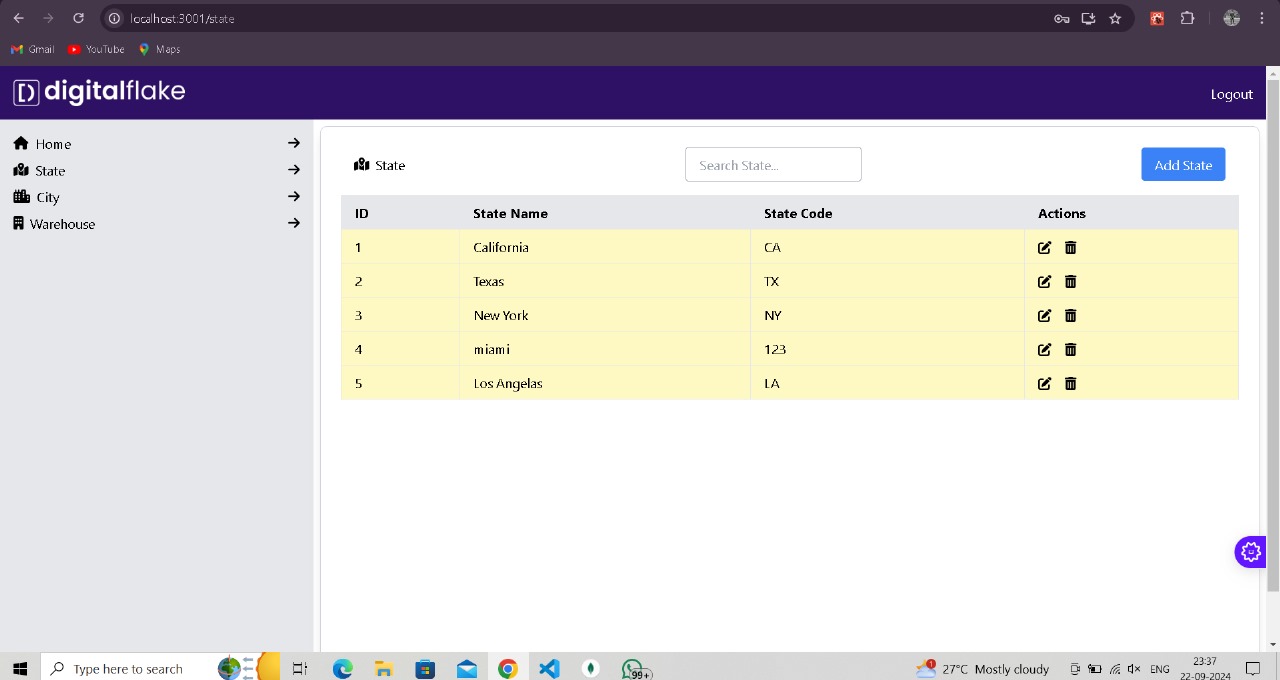 localhost:3001/state
Gmail YouTube Maps
digitalflake
Logout
Home
State
City
Warehouse
State
Search State...
Add State
ID State Name State Code Actions
1 California CA
2 Texas TX
3 New York NY
4 miami 123
5 Los Angelas LA
Type here to search
99+
1
27°C Mostly cloudy
ENG
23:37
22-09-2024